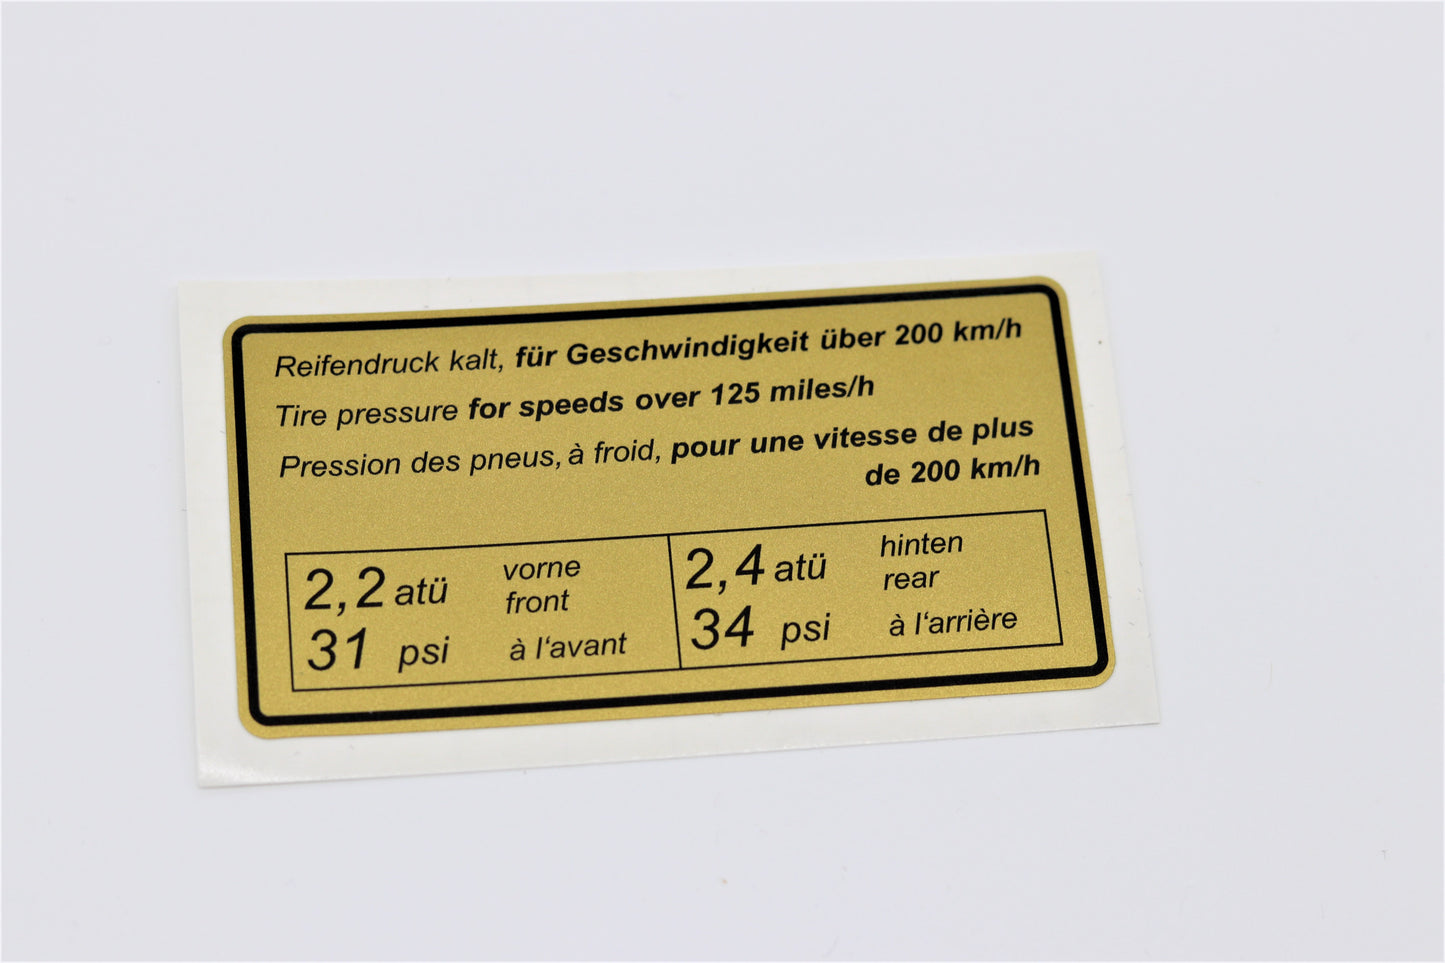 Reifendruck kalt, für Geschwindigkeit über 200 km/h
Tire pressure for speeds over 125 miles/h
Pression des pneus, à froid, pour une vitesse de plus
de 200 km/h
2,2 atü vorne
front
31 psi à l‘avant
2,4 atü hinten
rear
34 psi à l‘arrière